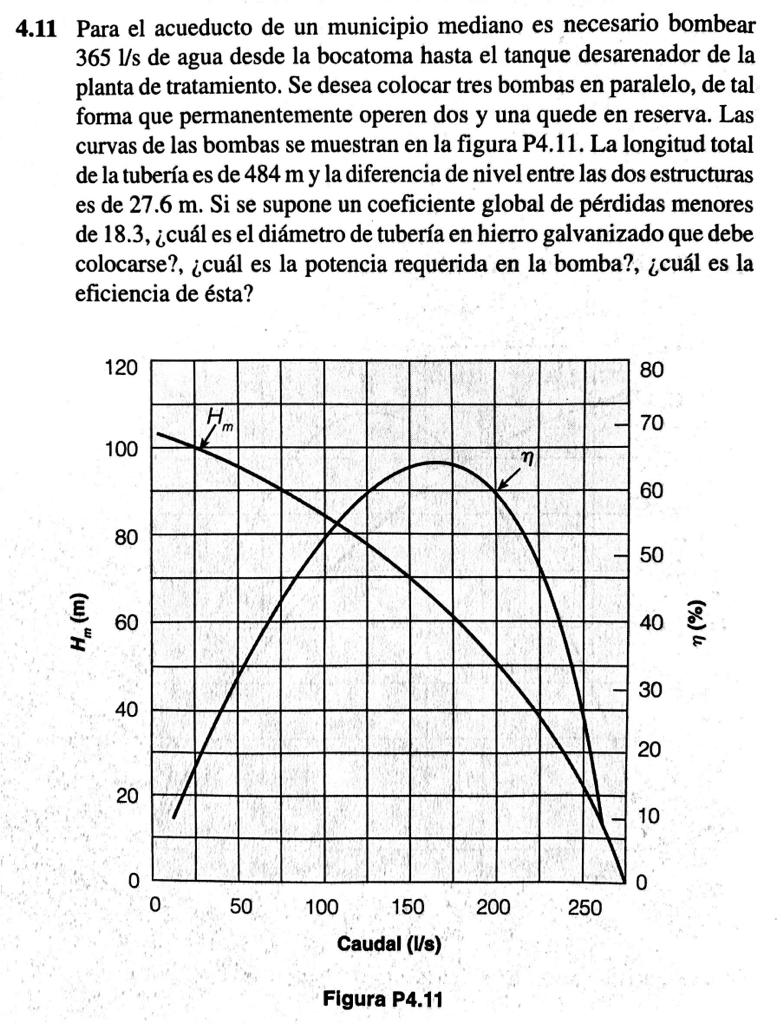 4.11 Para el acueducto de un municipio mediano es necesario bombear
365 l/s de agua desde la bocatoma hasta el tanque desarenador de la
planta de tratamiento. Se desea colocar tres bombas en paralelo, de tal
forma que permanentemente operen dos y una quede en reserva. Las
curvas de las bombas se muestran en la figura P4.11. La longitud total
de la tubería es de 484 m y la diferencia de nivel entre las dos estructuras
es de 27.6 m. Si se supone un coeficiente global de pérdidas menores
de 18.3, ¿cuál es el diámetro de tubería en hierro galvanizado que debe
colocarse?, ¿cuál es la potencia requerida en la bomba?, ¿cuál es la
eficiencia de ésta?
120
80
H_m
70
100
η
60
80
50
H_m (m)
60
40
η (%)
30
40
20
20
10
0
0
0 50 100 150 200 250
Caudal (l/s)
Figura P4.11